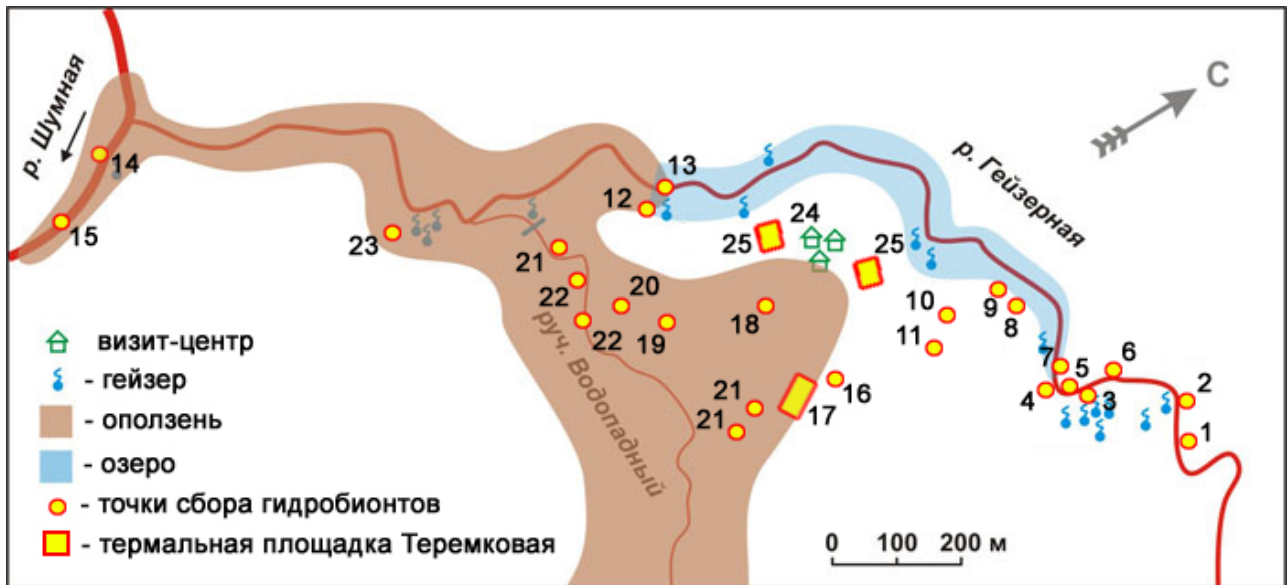 р. Шумная
С
р. Гейзерная
13
14
12
24
15
23
25
25
21
22
20
10
9
8
22
19
18
11
7
6
5
2
4
3
16
21
21
17
1
руч. Водопадный
визит-центр
- гейзер
- оползень
- озеро
- точки сбора гидробионтов
- термальная площадка Теремковая
0 100 200 м